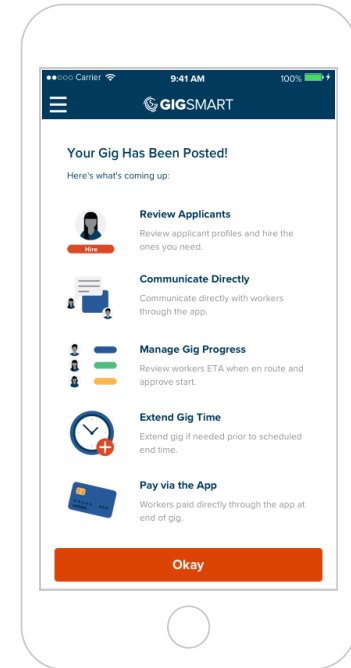 Carrier 9:41 AM 100%
GIGSMART
Your Gig Has Been Posted!
Here's what's coming up:
Review Applicants
Review applicant profiles and hire the
ones you need.
Hire
Communicate Directly
Communicate directly with workers
through the app.
Manage Gig Progress
Review workers ETA when en route and
approve start.
Extend Gig Time
Extend gig if needed prior to scheduled
end time.
Pay via the App
Workers paid directly through the app at
end of gig.
Okay